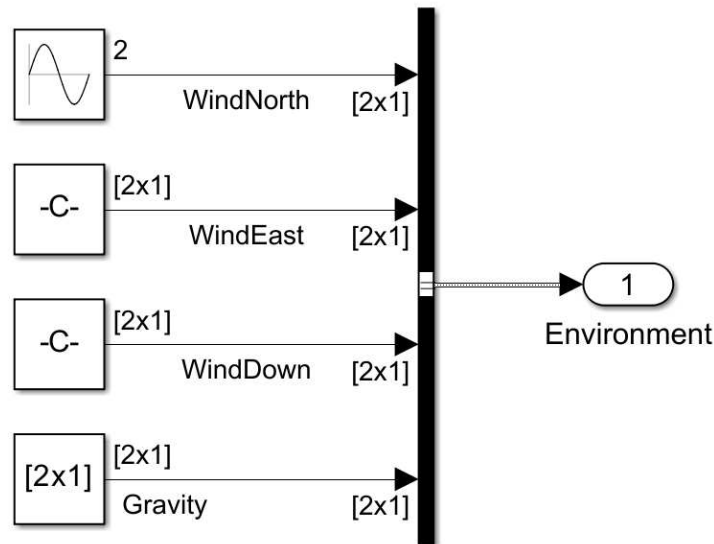 2
WindNorth
[2x1]
-C-
[2x1]
WindEast
[2x1]
-C-
[2x1]
WindDown
[2x1]
[2x1]
[2x1]
Gravity
[2x1]
1
Environment